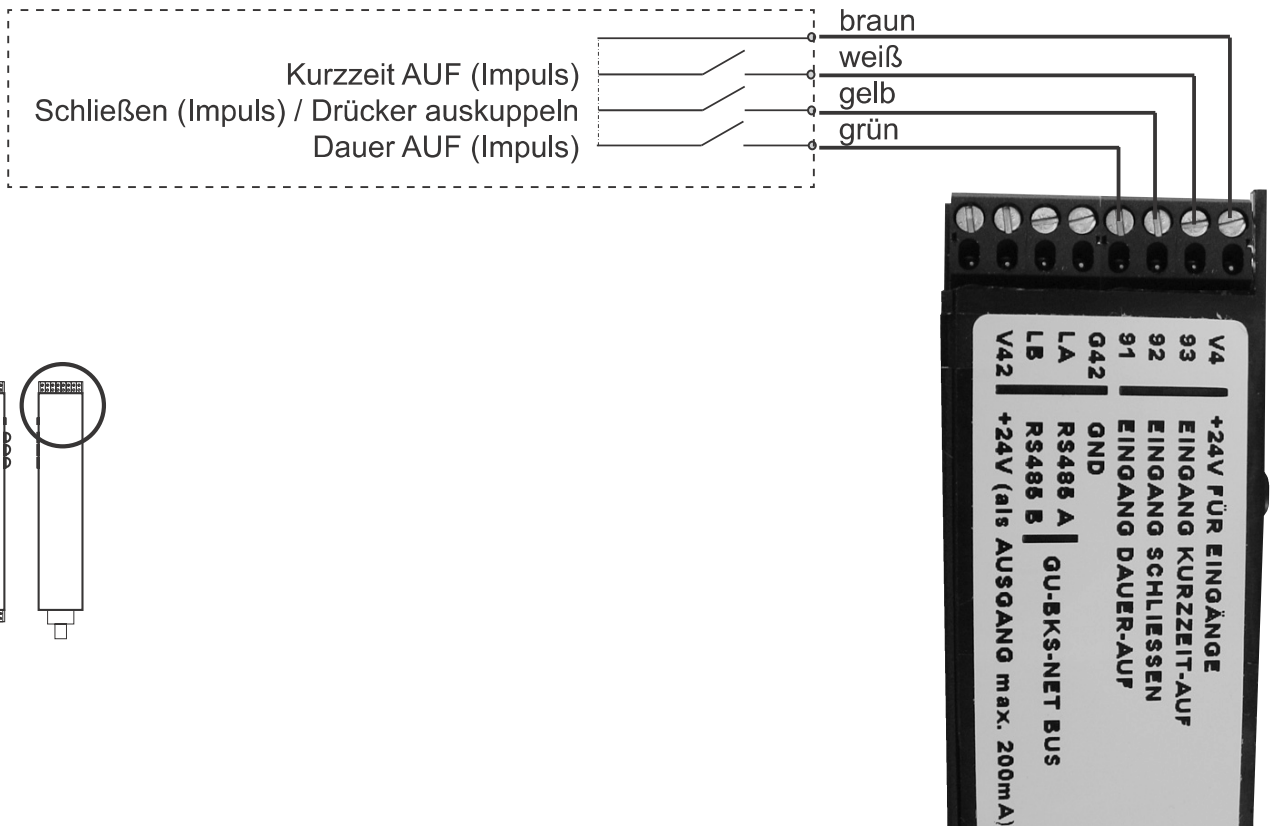 braun
weiß
Kurzzeit AUF (Impuls)
gelb
Schließen (Impuls) / Drücker auskuppeln
grün
Dauer AUF (Impuls)
V4 +24V FÜR EINGÄNGE
93 EINGANG KURZZEIT-AUF
92 EINGANG SCHLIESSEN
91 EINGANG DAUER-AUF
G42 GND
LA RS485 A
LB RS485 B
GU-BKS-NET BUS
V42 +24V (als AUSGANG max. 200mA)